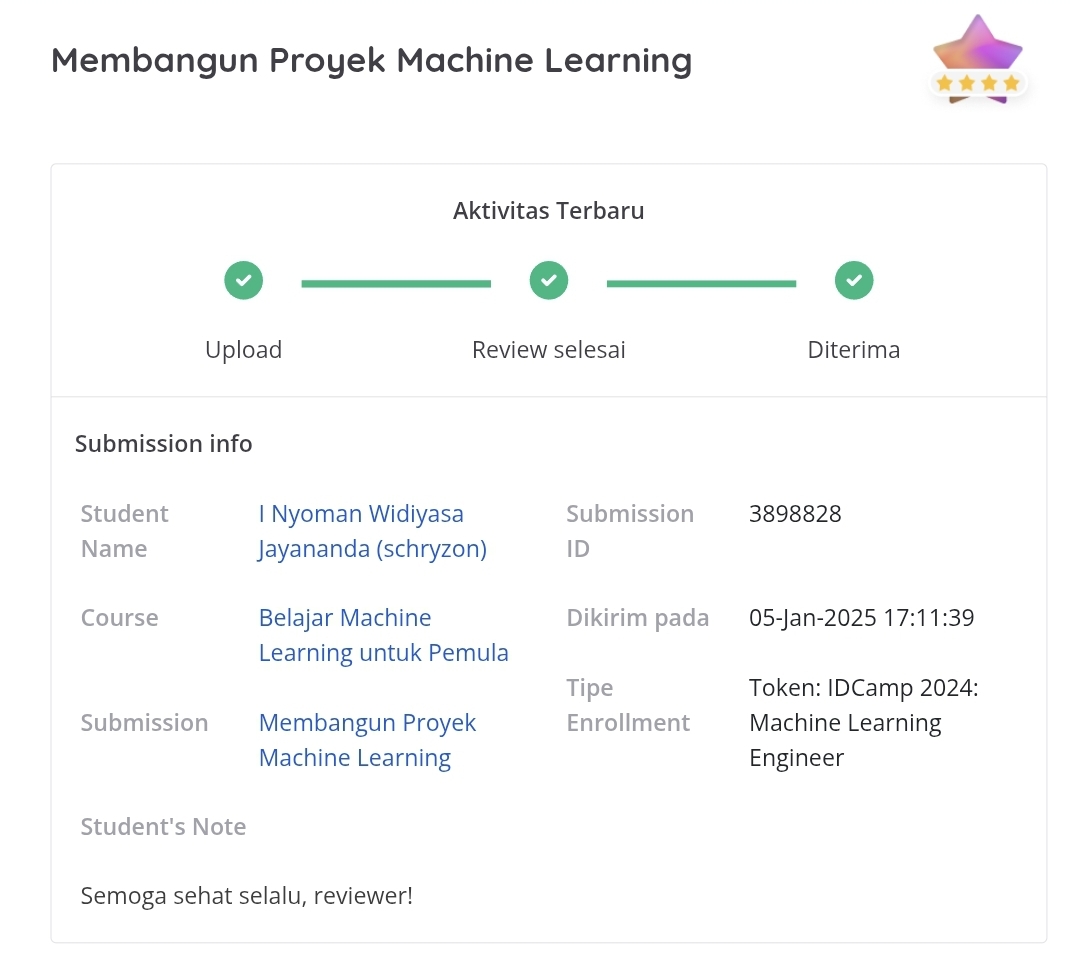 Membangun Proyek Machine Learning
Aktivitas Terbaru
Upload
Review selesai
Diterima
Submission info
Student
Name
I Nyoman Widiyasa
Jayananda (schryzon)
Submission
ID
3898828
Course
Belajar Machine
Learning untuk Pemula
Dikirim pada
05-Jan-2025 17:11:39
Submission
Membangun Proyek
Machine Learning
Tipe
Enrollment
Token: IDCamp 2024:
Machine Learning
Engineer
Student's Note
Semoga sehat selalu, reviewer!